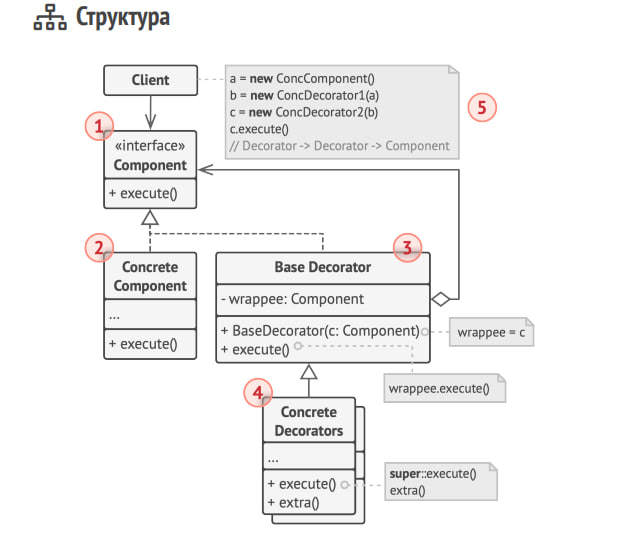 Структура
Client
a = new ConcComponent()
b = new ConcDecorator1(a)
c = new ConcDecorator2(b)
c.execute()
// Decorator -> Decorator -> Component
5
1
«interface»
Component
+ execute()
2
Concrete
Component
...
+ execute()
3
Base Decorator
- wrappee: Component
+ BaseDecorator(c: Component)
+ execute()
wrappee = c
wrappee.execute()
4
Concrete
Decorators
...
+ execute()
+ extra()
super::execute()
extra()